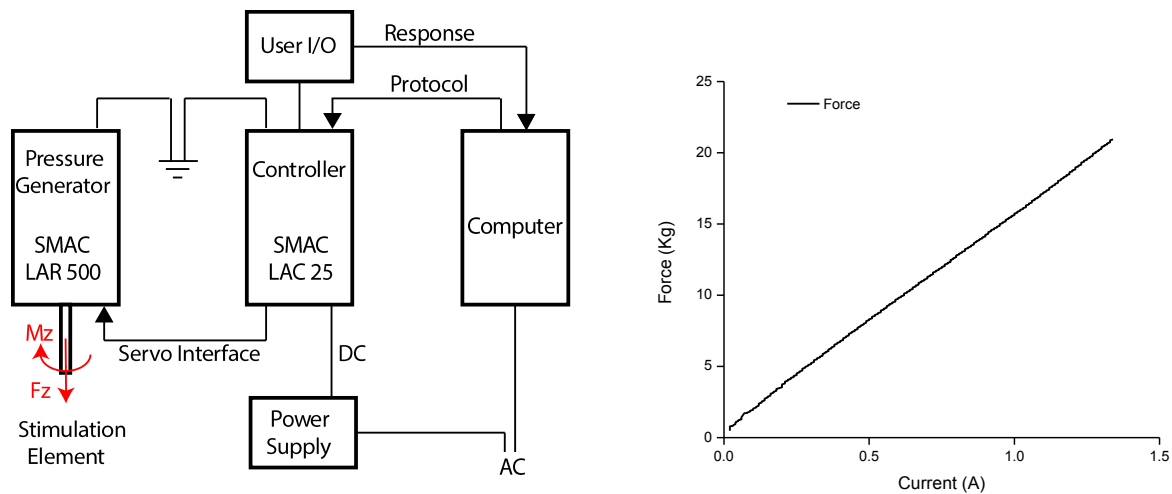 User I/O
Response
Protocol
Pressure
Generator
SMAC
LAR 500
Controller
SMAC
LAC 25
Computer
Mz
Fz
Servo Interface
DC
Stimulation
Element
Power
Supply
AC
25
20
15
10
5
0
Force (Kg)
Force
0.0
0.5
1.0
1.5
Current (A)